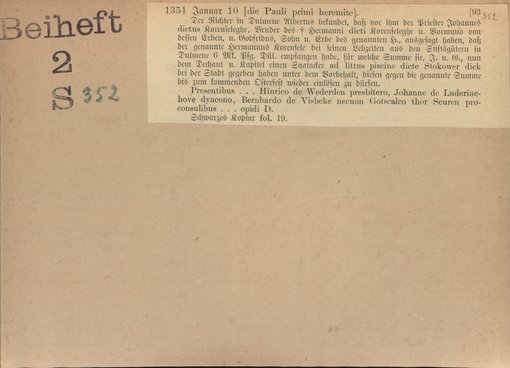 Beiheft
2
S 352
1351 Januar 10 [die Pauli primi heremite]. [93
352
Der Richter in Dulmene Albertus bekundet, daß vor ihm der Priester Johannes
dictus Korenseleghe, Bruder des † Hermanni dicti Korenseleghe u. Vormund von
dessen Erben, u. Godfridus, Sohn u. Erbe des genannten H., ausgesagt haben, daß
der genannte Hermannus Korensele bei seinen Lebzeiten aus den Stiftsgütern in
Dulmene 6 Mk. Pfg. Dül. empfangen habe, für welche Summe sie, J. u. G., nun
dem Dechant u. Kapitel einen Saatacker ad littus piscine dicte Stokower diek
bei der Stadt gegeben haben unter dem Vorbehalt, diesen gegen die genannte Summe
bis zum kommenden Osterfest wieder einlösen zu dürfen.
Presentibus . . . Hinrico de Wederden presbitero, Johanne de Luderinc-
hove dyacono, Bernhardo de Visbeke necnon Gotscalco thor Scuren pro-
consulibus . . . opidi D.
Schwarzes Kopiar fol. 19.